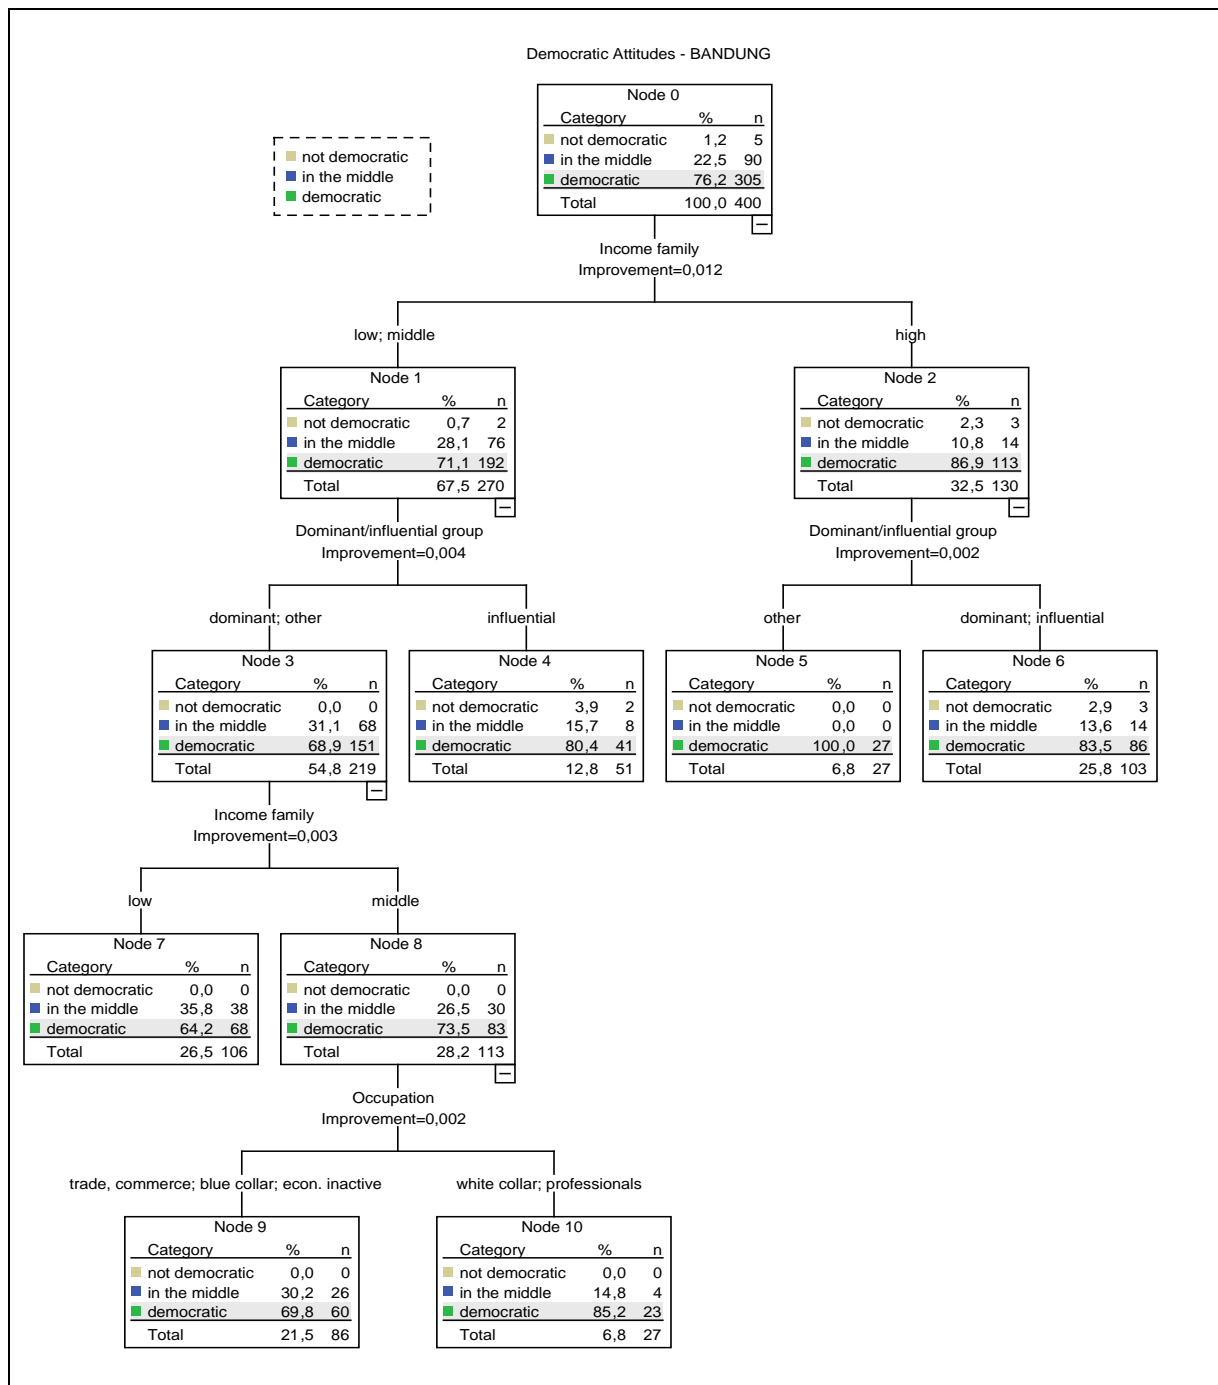 Democratic Attitudes - BANDUNG
Node 0
Category % n
not democratic 1,2 5
in the middle 22,5 90
democratic 76,2 305
Total 100,0 400
not democratic
in the middle
democratic
Income family
Improvement=0,012
low; middle
high
Node 1
Category % n
not democratic 0,7 2
in the middle 28,1 76
democratic 71,1 192
Total 67,5 270
Node 2
Category % n
not democratic 2,3 3
in the middle 10,8 14
democratic 86,9 113
Total 32,5 130
Dominant/influential group
Improvement=0,004
Dominant/influential group
Improvement=0,002
dominant; other
influential
other
dominant; influential
Node 3
Category % n
not democratic 0,0 0
in the middle 31,1 68
democratic 68,9 151
Total 54,8 219
Node 4
Category % n
not democratic 3,9 2
in the middle 15,7 8
democratic 80,4 41
Total 12,8 51
Node 5
Category % n
not democratic 0,0 0
in the middle 0,0 0
democratic 100,0 27
Total 6,8 27
Node 6
Category % n
not democratic 2,9 3
in the middle 13,6 14
democratic 83,5 86
Total 25,8 103
Income family
Improvement=0,003
low
middle
Node 7
Category % n
not democratic 0,0 0
in the middle 35,8 38
democratic 64,2 68
Total 26,5 106
Node 8
Category % n
not democratic 0,0 0
in the middle 26,5 30
democratic 73,5 83
Total 28,2 113
Occupation
Improvement=0,002
trade, commerce; blue collar; econ. inactive
white collar; professionals
Node 9
Category % n
not democratic 0,0 0
in the middle 30,2 26
democratic 69,8 60
Total 21,5 86
Node 10
Category % n
not democratic 0,0 0
in the middle 14,8 4
democratic 85,2 23
Total 6,8 27